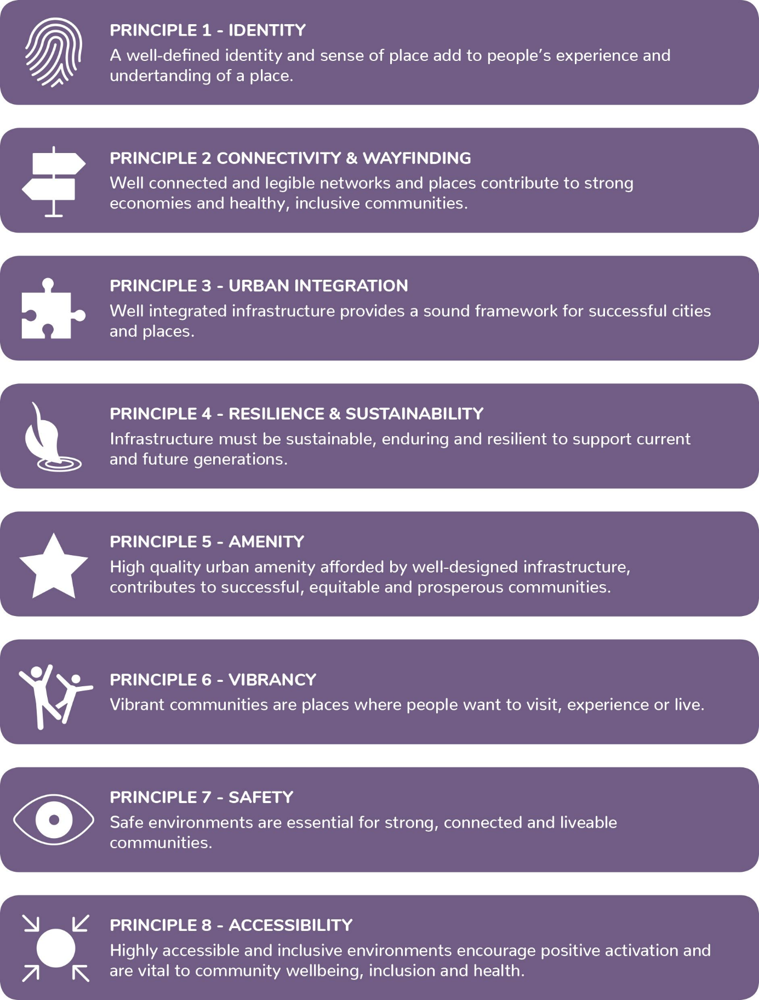 PRINCIPLE 1 - IDENTITY
A well-defined identity and sense of place add to people’s experience and
undertanding of a place.
PRINCIPLE 2 CONNECTIVITY & WAYFINDING
Well connected and legible networks and places contribute to strong
economies and healthy, inclusive communities.
PRINCIPLE 3 - URBAN INTEGRATION
Well integrated infrastructure provides a sound framework for successful cities
and places.
PRINCIPLE 4 - RESILIENCE & SUSTAINABILITY
Infrastructure must be sustainable, enduring and resilient to support current
and future generations.
PRINCIPLE 5 - AMENITY
High quality urban amenity afforded by well-designed infrastructure,
contributes to successful, equitable and prosperous communities.
PRINCIPLE 6 - VIBRANCY
Vibrant communities are places where people want to visit, experience or live.
PRINCIPLE 7 - SAFETY
Safe environments are essential for strong, connected and liveable
communities.
PRINCIPLE 8 - ACCESSIBILITY
Highly accessible and inclusive environments encourage positive activation and
are vital to community wellbeing, inclusion and health.